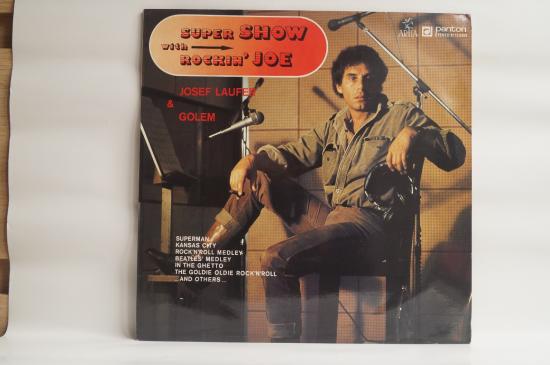 SUPER SHOW
with
ROCKIN' JOE
ARTIA
panton
JOSEF LAUFER
&
GOLEM
SUPERMAN
KANSAS CITY
ROCK'N'ROLL MEDLEY
BEATLES' MEDLEY
IN THE GHETTO
THE GOLDIE OLDIE ROCK'N'ROLL
...AND OTHERS...